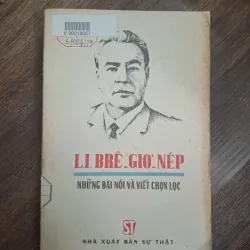 L.I BRÊ-GIƠ-NÉP
NHỮNG BÀI NÓI VÀ VIẾT CHỌN LỌC
ST
NHÀ XUẤT BẢN SỰ THẬT